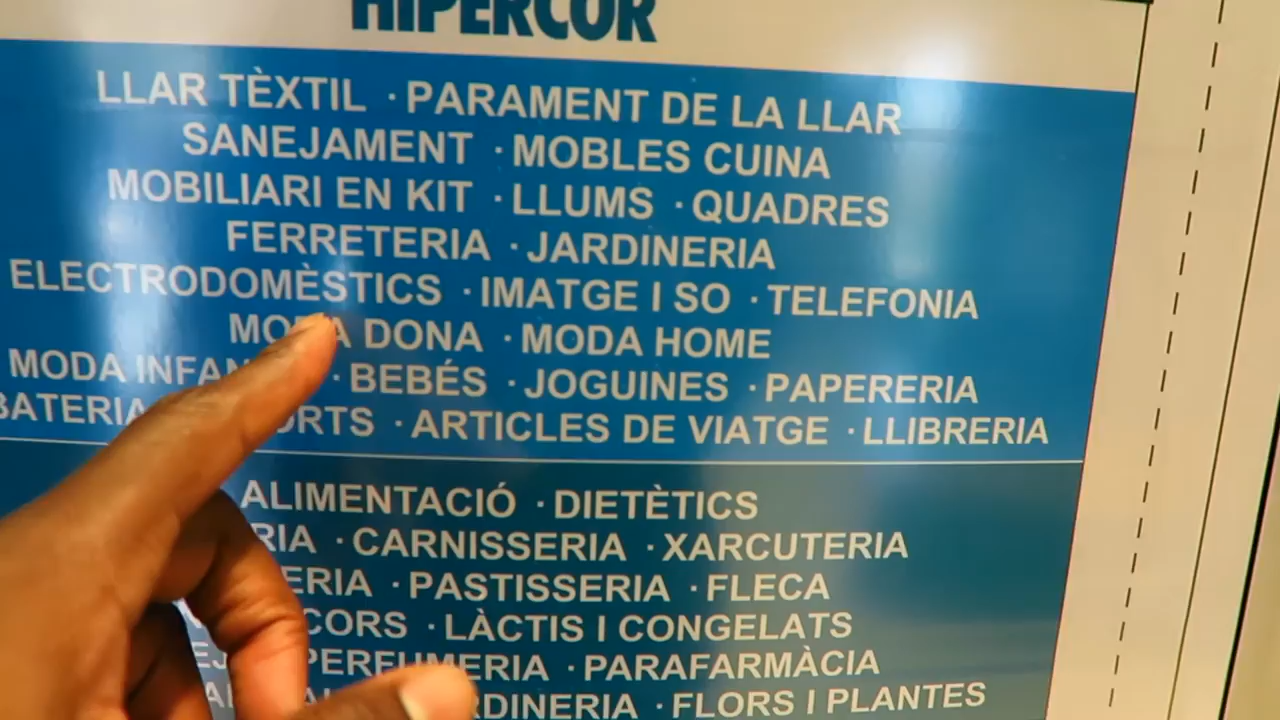 HIPERCOR
LLAR TÈXTIL · PARAMENT DE LA LLAR
SANEJAMENT · MOBLES CUINA
MOBILIARI EN KIT · LLUMS · QUADRES
FERRETERIA · JARDINERIA
ELECTRODOMÈSTICS · IMATGE I SO · TELEFONIA
MODA DONA · MODA HOME
MODA · BEBÉS · JOGUINES · PAPERERIA
· ARTICLES DE VIATGE · LLIBRERIA
ALIMENTACIÓ · DIETÈTICS
· CARNISSERIA · XARCUTERIA
· PASTISSERIA · FLECA
· LÀCTIS I CONGELATS
PERFUMERIA · PARAFARMÀCIA
· FLORS I PLANTES